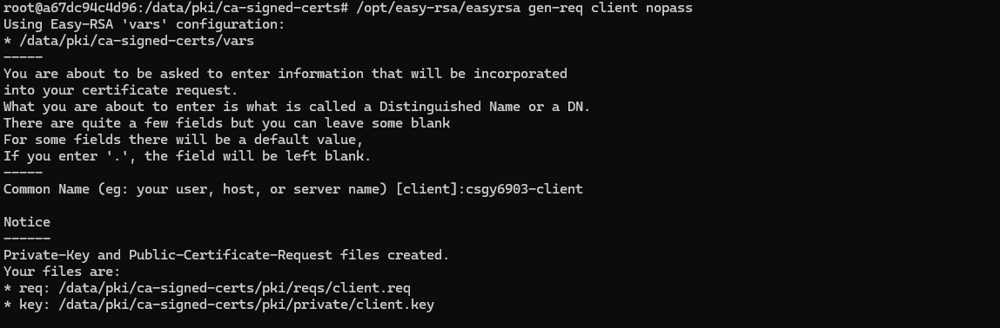 root@a67dc94c4d96:/data/pki/ca-signed-certs# /opt/easy-rsa/easyrsa gen-req client nopass
Using Easy-RSA 'vars' configuration:
* /data/pki/ca-signed-certs/vars
-----
You are about to be asked to enter information that will be incorporated
into your certificate request.
What you are about to enter is what is called a Distinguished Name or a DN.
There are quite a few fields but you can leave some blank
For some fields there will be a default value,
If you enter '.', the field will be left blank.
-----
Common Name (eg: your user, host, or server name) [client]:csgy6903-client
Notice
------
Private-Key and Public-Certificate-Request files created.
Your files are:
* req: /data/pki/ca-signed-certs/pki/reqs/client.req
* key: /data/pki/ca-signed-certs/pki/private/client.key